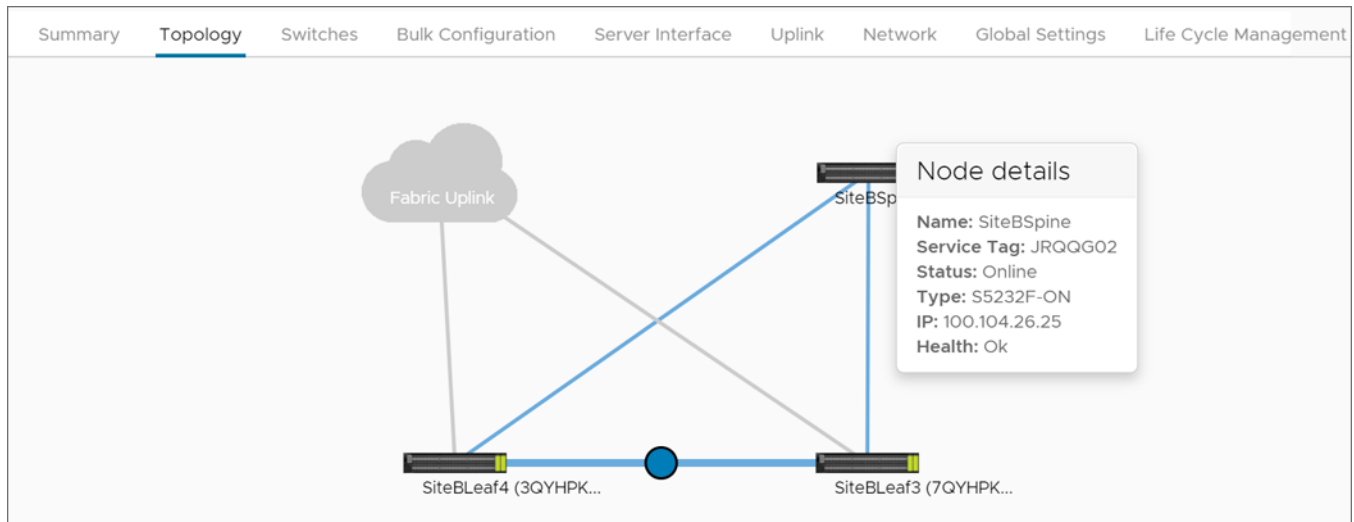 Summary Topology Switches Bulk Configuration Server Interface Uplink Network Global Settings Life Cycle Management
Fabric Uplink
SiteBSp
Node details
Name: SiteBSpine
Service Tag: JRQQG02
Status: Online
Type: S5232F-ON
IP: 100.104.26.25
Health: Ok
SiteBLeaf4 (3QYHPK...
SiteBLeaf3 (7QYHPK...